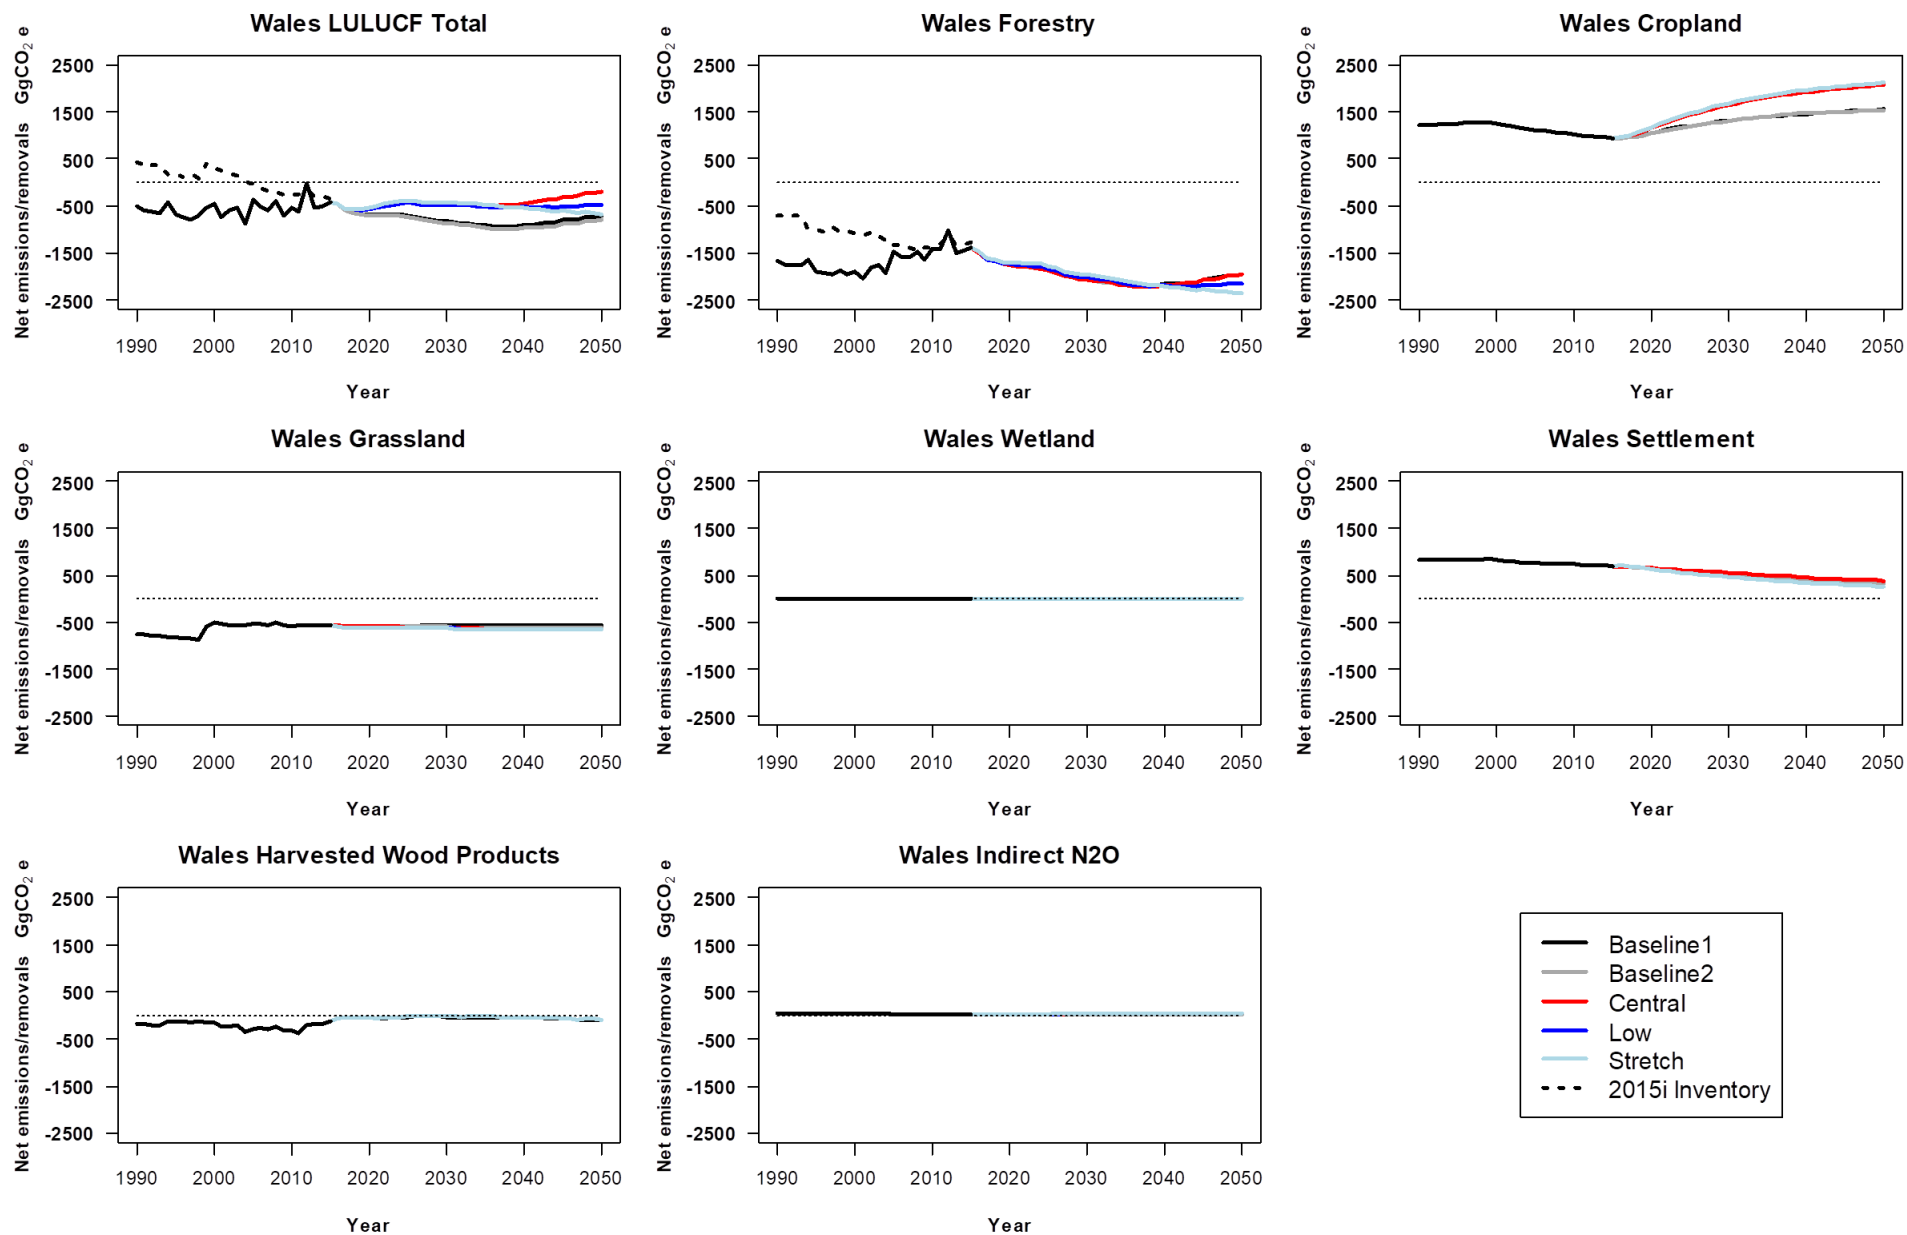 Wales LULUCF Total
Net emissions/removals GgCO₂ e
2500
1500
500
-500
-1500
-2500
1990 2000 2010 2020 2030 2040 2050
Year
Wales Forestry
Net emissions/removals GgCO₂ e
2500
1500
500
-500
-1500
-2500
1990 2000 2010 2020 2030 2040 2050
Year
Wales Cropland
Net emissions/removals GgCO₂ e
2500
1500
500
-500
-1500
-2500
1990 2000 2010 2020 2030 2040 2050
Year
Wales Grassland
Net emissions/removals GgCO₂ e
2500
1500
500
-500
-1500
-2500
1990 2000 2010 2020 2030 2040 2050
Year
Wales Wetland
Net emissions/removals GgCO₂ e
2500
1500
500
-500
-1500
-2500
1990 2000 2010 2020 2030 2040 2050
Year
Wales Settlement
Net emissions/removals GgCO₂ e
2500
1500
500
-500
-1500
-2500
1990 2000 2010 2020 2030 2040 2050
Year
Wales Harvested Wood Products
Net emissions/removals GgCO₂ e
2500
1500
500
-500
-1500
-2500
1990 2000 2010 2020 2030 2040 2050
Year
Wales Indirect N2O
Net emissions/removals GgCO₂ e
2500
1500
500
-500
-1500
-2500
1990 2000 2010 2020 2030 2040 2050
Year
Baseline1
Baseline2
Central
Low
Stretch
2015i Inventory